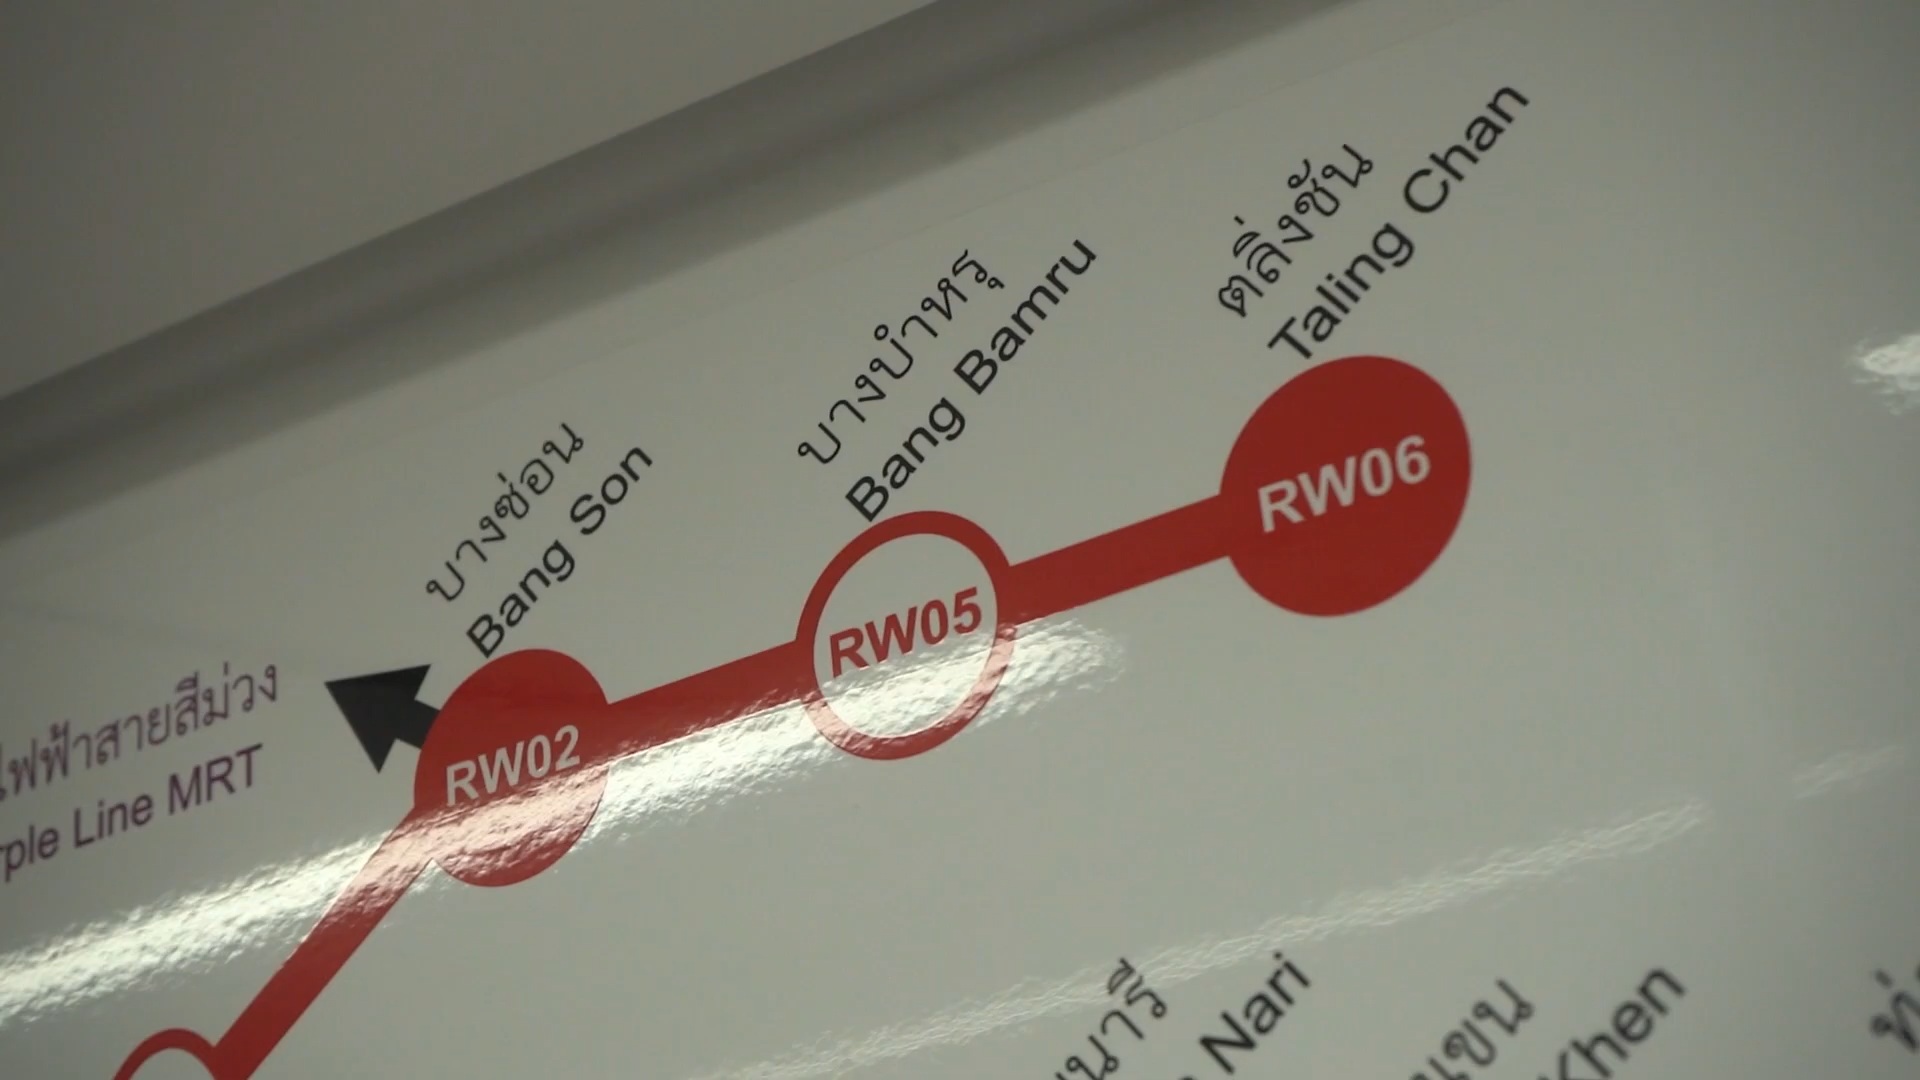 บางซ่อน
Bang Son
บางบำหรุ
Bang Bamru
ตลิ่งชัน
Taling Chan
RW02
RW05
RW06
ไฟฟ้าสายสีม่วง
Line MRT
Nari